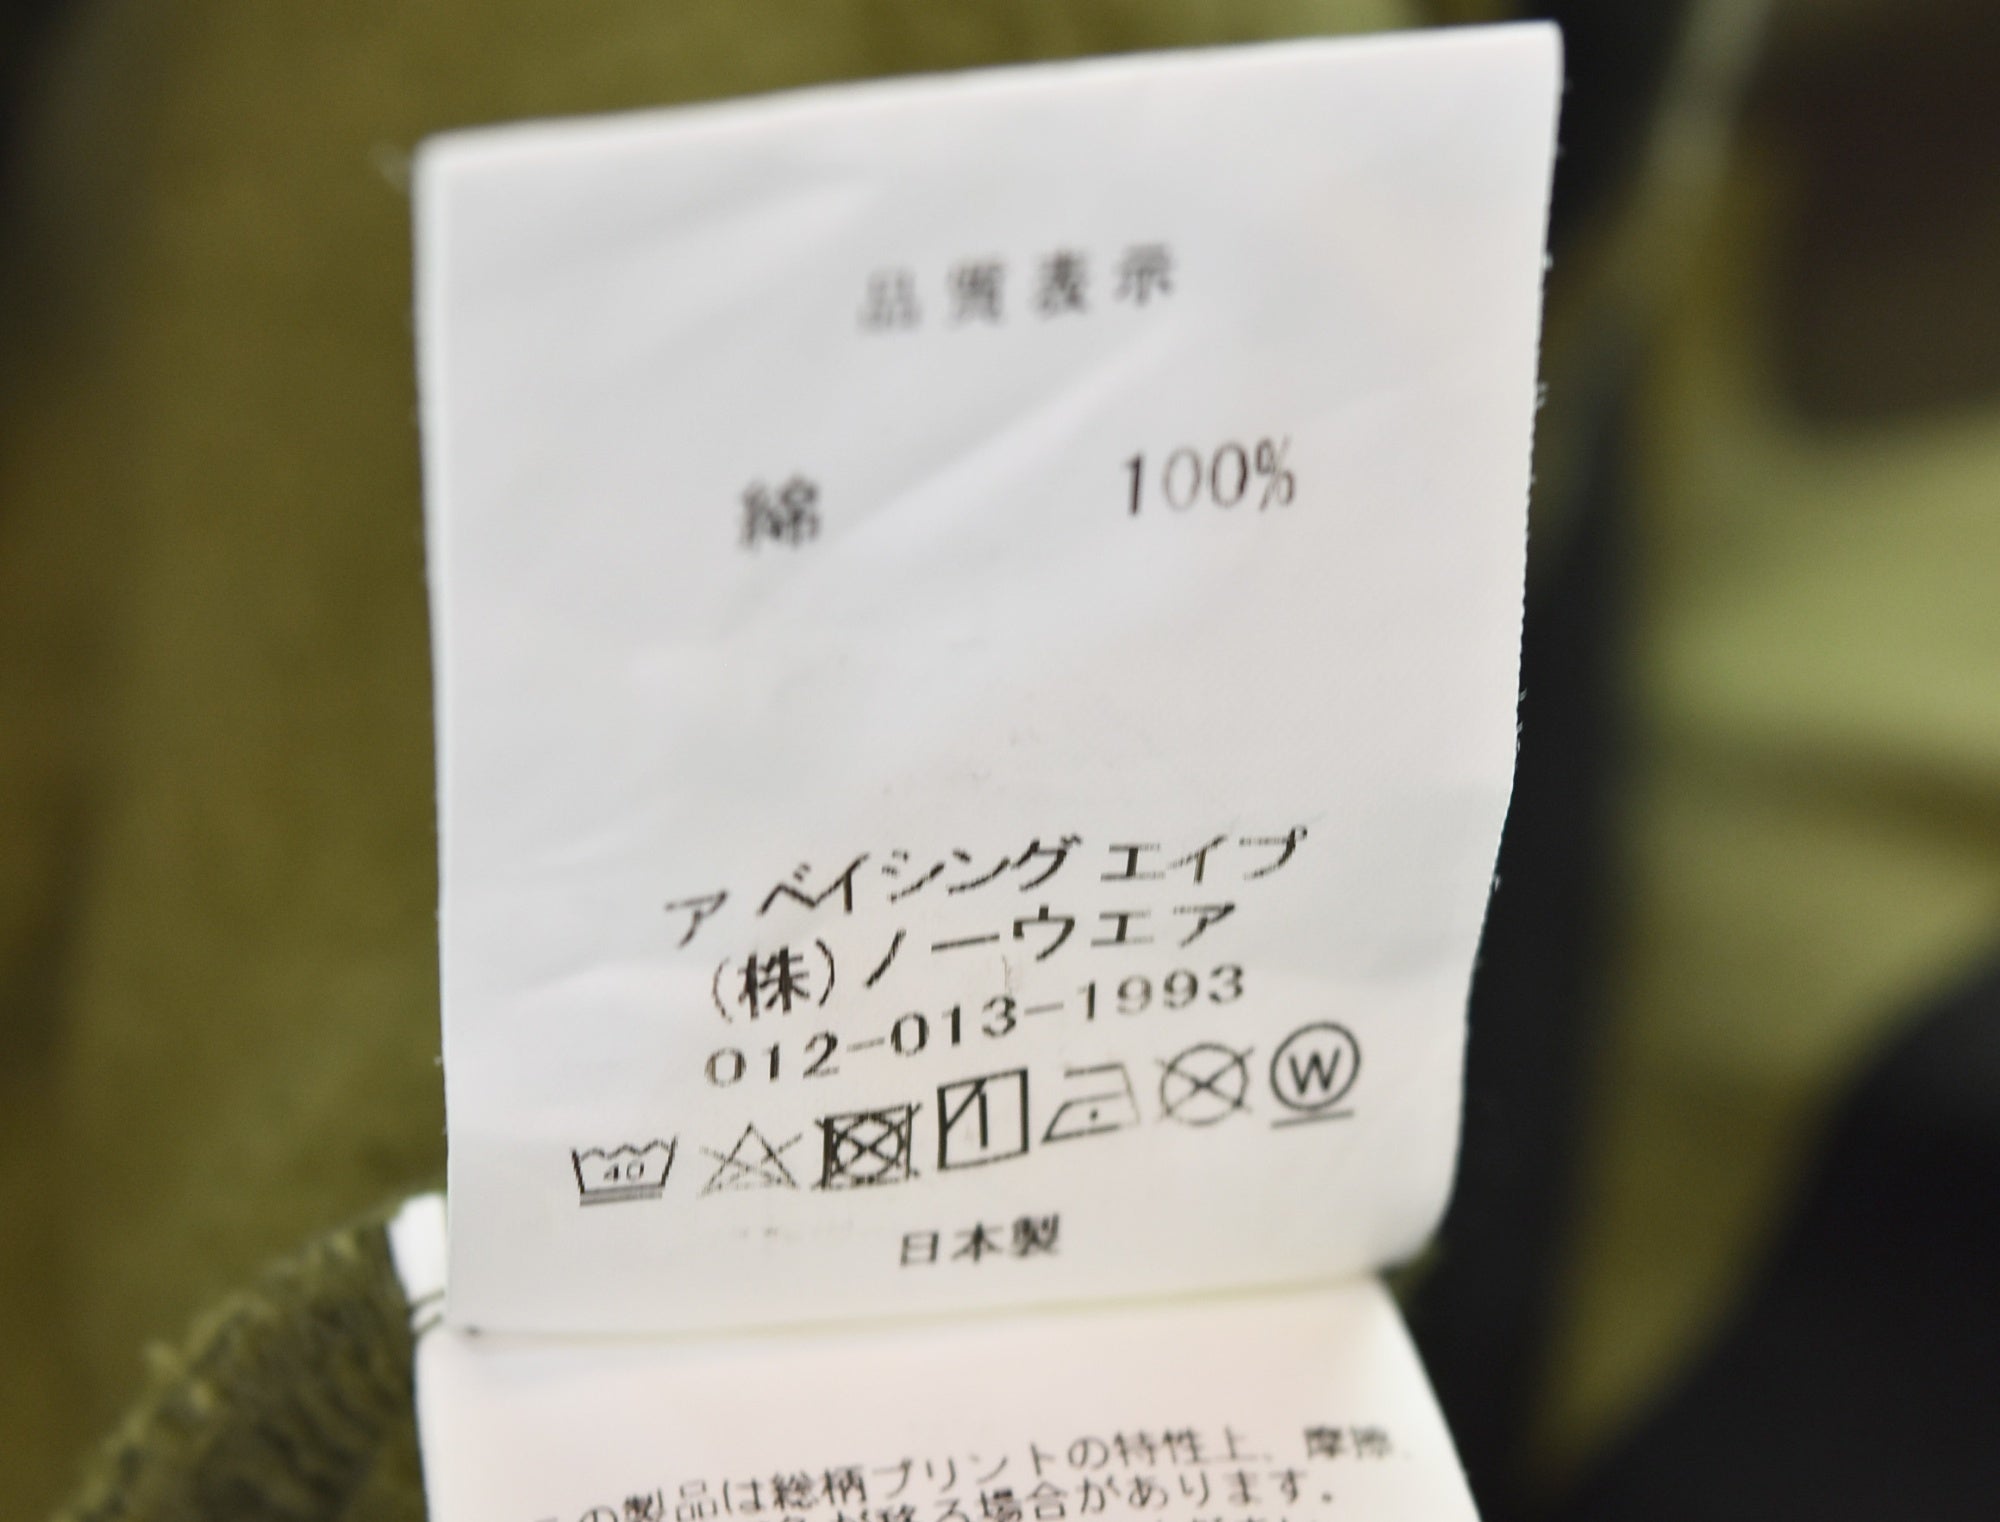 品質表示
綿 100%
ア ベイシング エイプ
(株)ノーウエア
012-013-1993
40
W
日本製
の製品は総柄プリントの特性上、摩擦
が移る場合があります。